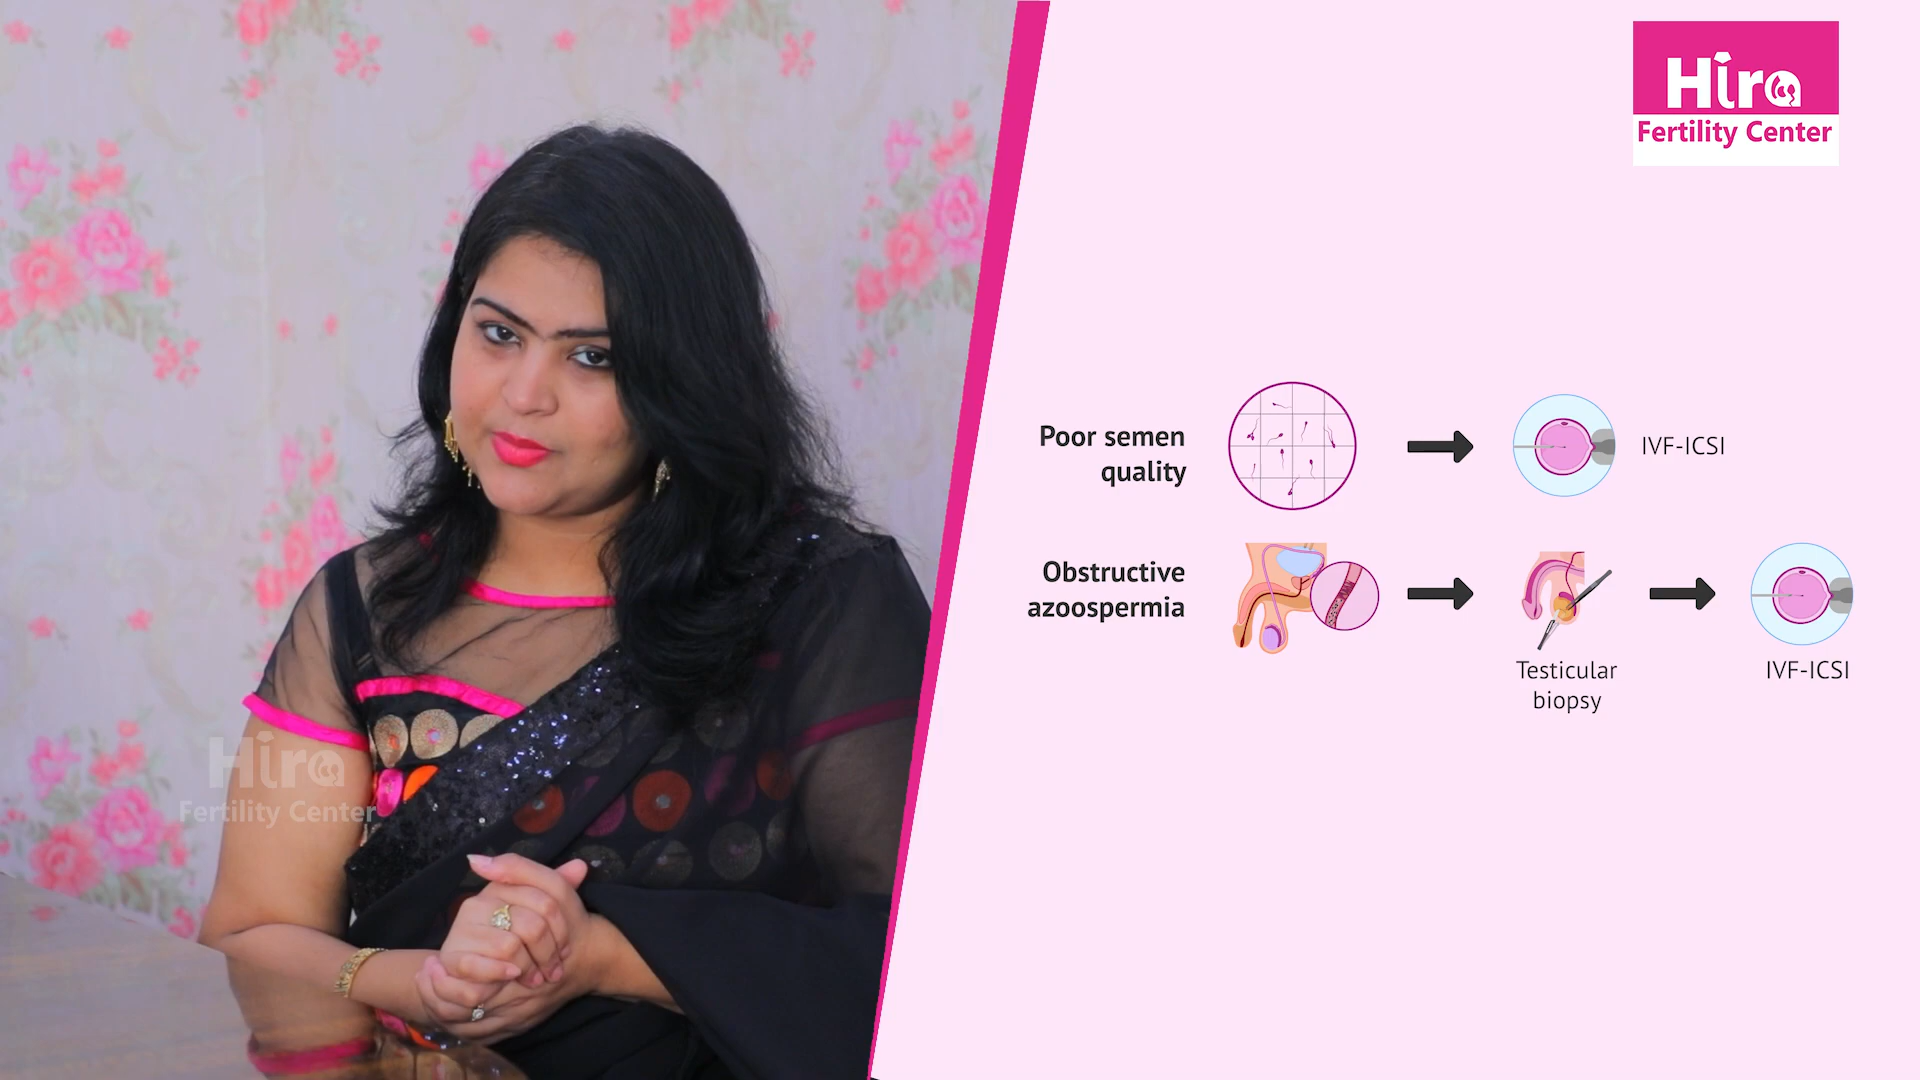 Hira
Fertility Center
Poor semen
quality
IVF-ICSI
Obstructive
azoospermia
Testicular
biopsy
IVF-ICSI
Hira
Fertility Center